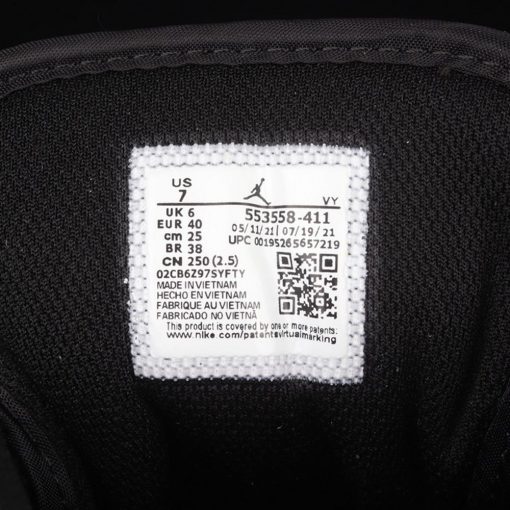 US
7
VY
UK 6
EUR 40
cm 25
BR 38
553558-411
05/11/21 | 07/19/21
UPC 00195265657219
CN 250 (2.5)
02CB6Z97SYFTY
MADE IN VIETNAM
HECHO EN VIETNAM
FABRIQUE AU VIETNAM
FABRICADO NO VIETNÃ
This product is covered by one or more patents:
www.nike.com/patentsvirtualmarking